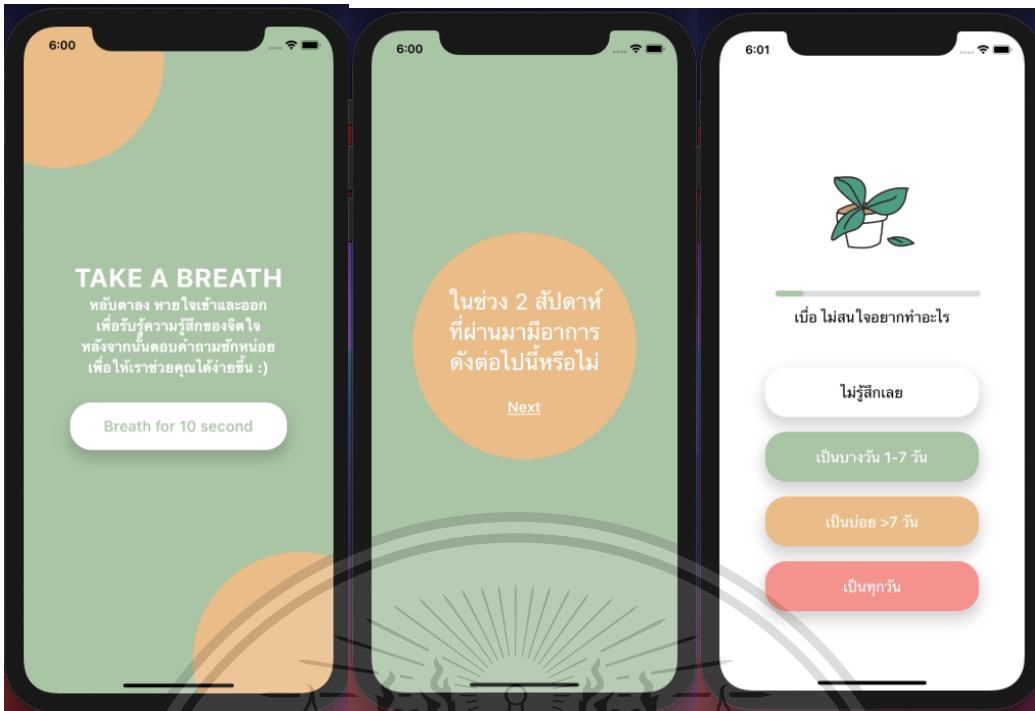 6:00
TAKE A BREATH
หลับตาลง หายใจเข้าและออก
เพื่อรับรู้ความรู้สึกของจิตใจ
หลังจากนั้นตอบคำถามซักหน่อย
เพื่อให้เราช่วยคุณได้ง่ายขึ้น :)
Breath for 10 second
6:00
ในช่วง 2 สัปดาห์
ที่ผ่านมามีอาการ
ดังต่อไปนี้หรือไม่
Next
6:01
เบื่อ ไม่สนใจอยากทำอะไร
ไม่รู้สึกเลย
เป็นบางวัน 1-7 วัน
เป็นบ่อย >7 วัน
เป็นทุกวัน